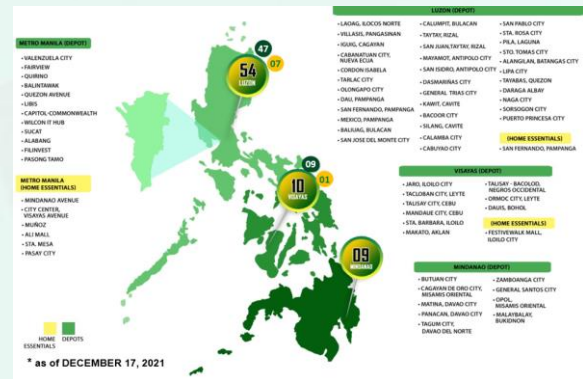 METRO MANILA (DEPOT)
• VALENZUELA CITY
• FAIRVIEW
• QUIRINO
• BALINTAWAK
• QUEZON AVENUE
• LIBIS
• CAPITOL-COMMONWEALTH
• WILCON IT HUB
• SUCAT
• ALABANG
• FILINVEST
• PASONG TAMO
METRO MANILA
(HOME ESSENTIALS)
• MINDANAO AVENUE
• CITY CENTER,
VISAYAS AVENUE
• MUÑOZ
• ALI MALL
• STA. MESA
• PASAY CITY
HOME
ESSENTIALS
DEPOTS
* as of DECEMBER 17, 2021
47
54
LUZON
07
09
10
VISAYAS
01
09
MINDANAO
LUZON (DEPOT)
• LAOAG, ILOCOS NORTE
• VILLASIS, PANGASINAN
• IGUIG, CAGAYAN
• CABANATUAN CITY,
NUEVA ECIJA
• CORDON ISABELA
• TARLAC CITY
• OLONGAPO CITY
• DAU, PAMPANGA
• SAN FERNANDO, PAMPANGA
• MEXICO, PAMPANGA
• BALIUAG, BULACAN
• SAN JOSE DEL MONTE CITY
• CALUMPIT, BULACAN
• TAYTAY, RIZAL
• SAN JUAN, TAYTAY, RIZAL
• MAYAMOT, ANTIPOLO CITY
• SAN ISIDRO, ANTIPOLO CITY
• DASMARIÑAS CITY
• GENERAL TRIAS CITY
• KAWIT, CAVITE
• BACOOR CITY
• SILANG, CAVITE
• CALAMBA CITY
• CABUYAO CITY
• SAN PABLO CITY
• STA. ROSA CITY
• PILA, LAGUNA
• STO. TOMAS CITY
• ALANGILAN, BATANGAS CITY
• LIPA CITY
• TAYABAS, QUEZON
• DARAGA ALBAY
• NAGA CITY
• SORSOGON CITY
• PUERTO PRINCESA CITY
(HOME ESSENTIALS)
• SAN FERNANDO, PAMPANGA
VISAYAS (DEPOT)
• JARO, ILOILO CITY
• TACLOBAN CITY, LEYTE
• TALISAY CITY, CEBU
• MANDAUE CITY, CEBU
• STA. BARBARA, ILOILO
• MAKATO, AKLAN
• TALISAY - BACOLOD,
NEGROS OCCIDENTAL
• ORMOC CITY, LEYTE
• DAUIS, BOHOL
(HOME ESSENTIALS)
• FESTIVEWALK MALL,
ILOILO CITY
MINDANAO (DEPOT)
• BUTUAN CITY
• CAGAYAN DE ORO CITY,
MISAMIS ORIENTAL
• MATINA, DAVAO CITY
• PANACAN, DAVAO CITY
• TAGUM CITY,
DAVAO DEL NORTE
• ZAMBOANGA CITY
• GENERAL SANTOS CITY
• OPOL,
MISAMIS ORIENTAL
• MALAYBALAY,
BUKIDNON